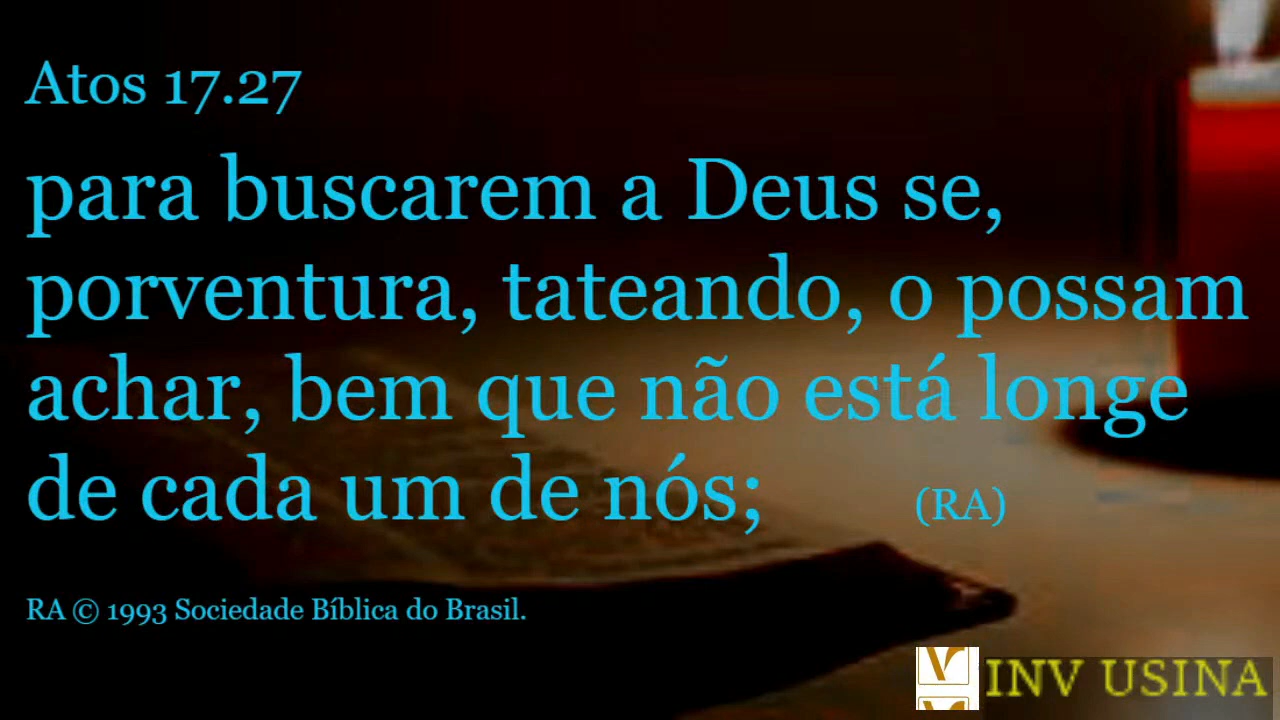 Atos 17.27
para buscarem a Deus se,
porventura, tateando, o possam
achar, bem que não está longe
de cada um de nós; (RA)
RA © 1993 Sociedade Bíblica do Brasil.
INV USINA